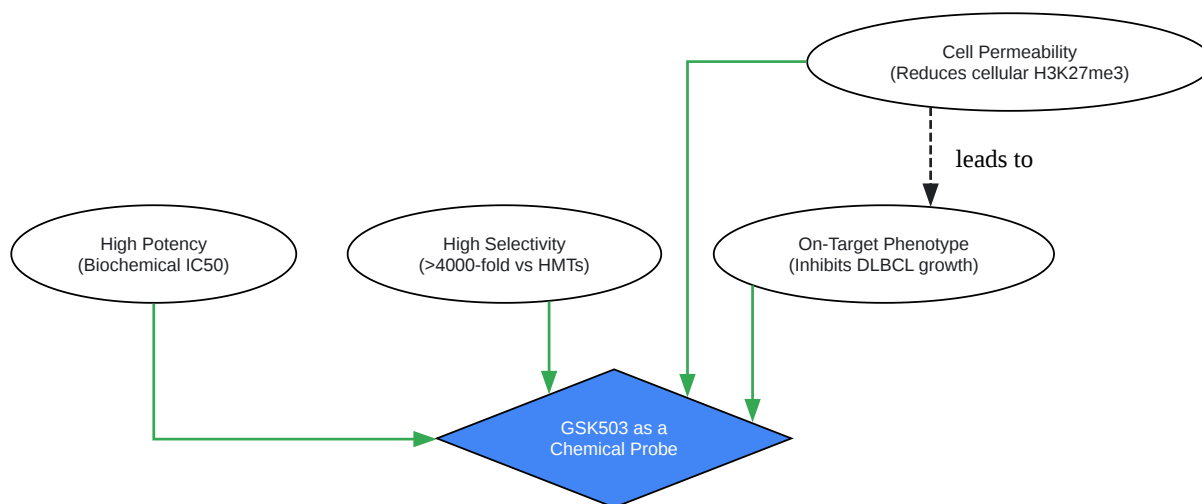 Cell Permeability
(Reduces cellular H3K27me3)
leads to
High Potency
(Biochemical IC50)
High Selectivity
(>4000-fold vs HMTs)
On-Target Phenotype
(Inhibits DLBCL growth)
GSK503 as a
Chemical Probe